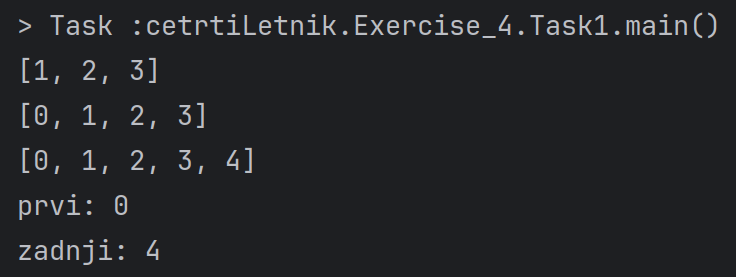 > Task :cetrtiLetnik.Exercise_4.Task1.main()
[1, 2, 3]
[0, 1, 2, 3]
[0, 1, 2, 3, 4]
prvi: 0
zadnji: 4